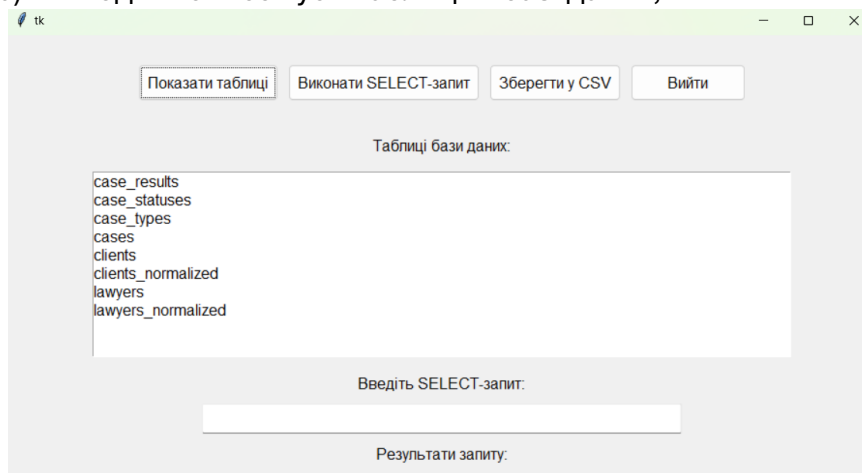 tk
Показати таблиці Виконати SELECT-запит Зберегти у CSV Вийти
Таблиці бази даних:
case_results
case_statuses
case_types
cases
clients
clients_normalized
lawyers
lawyers_normalized
Введіть SELECT-запит:
Результати запиту: